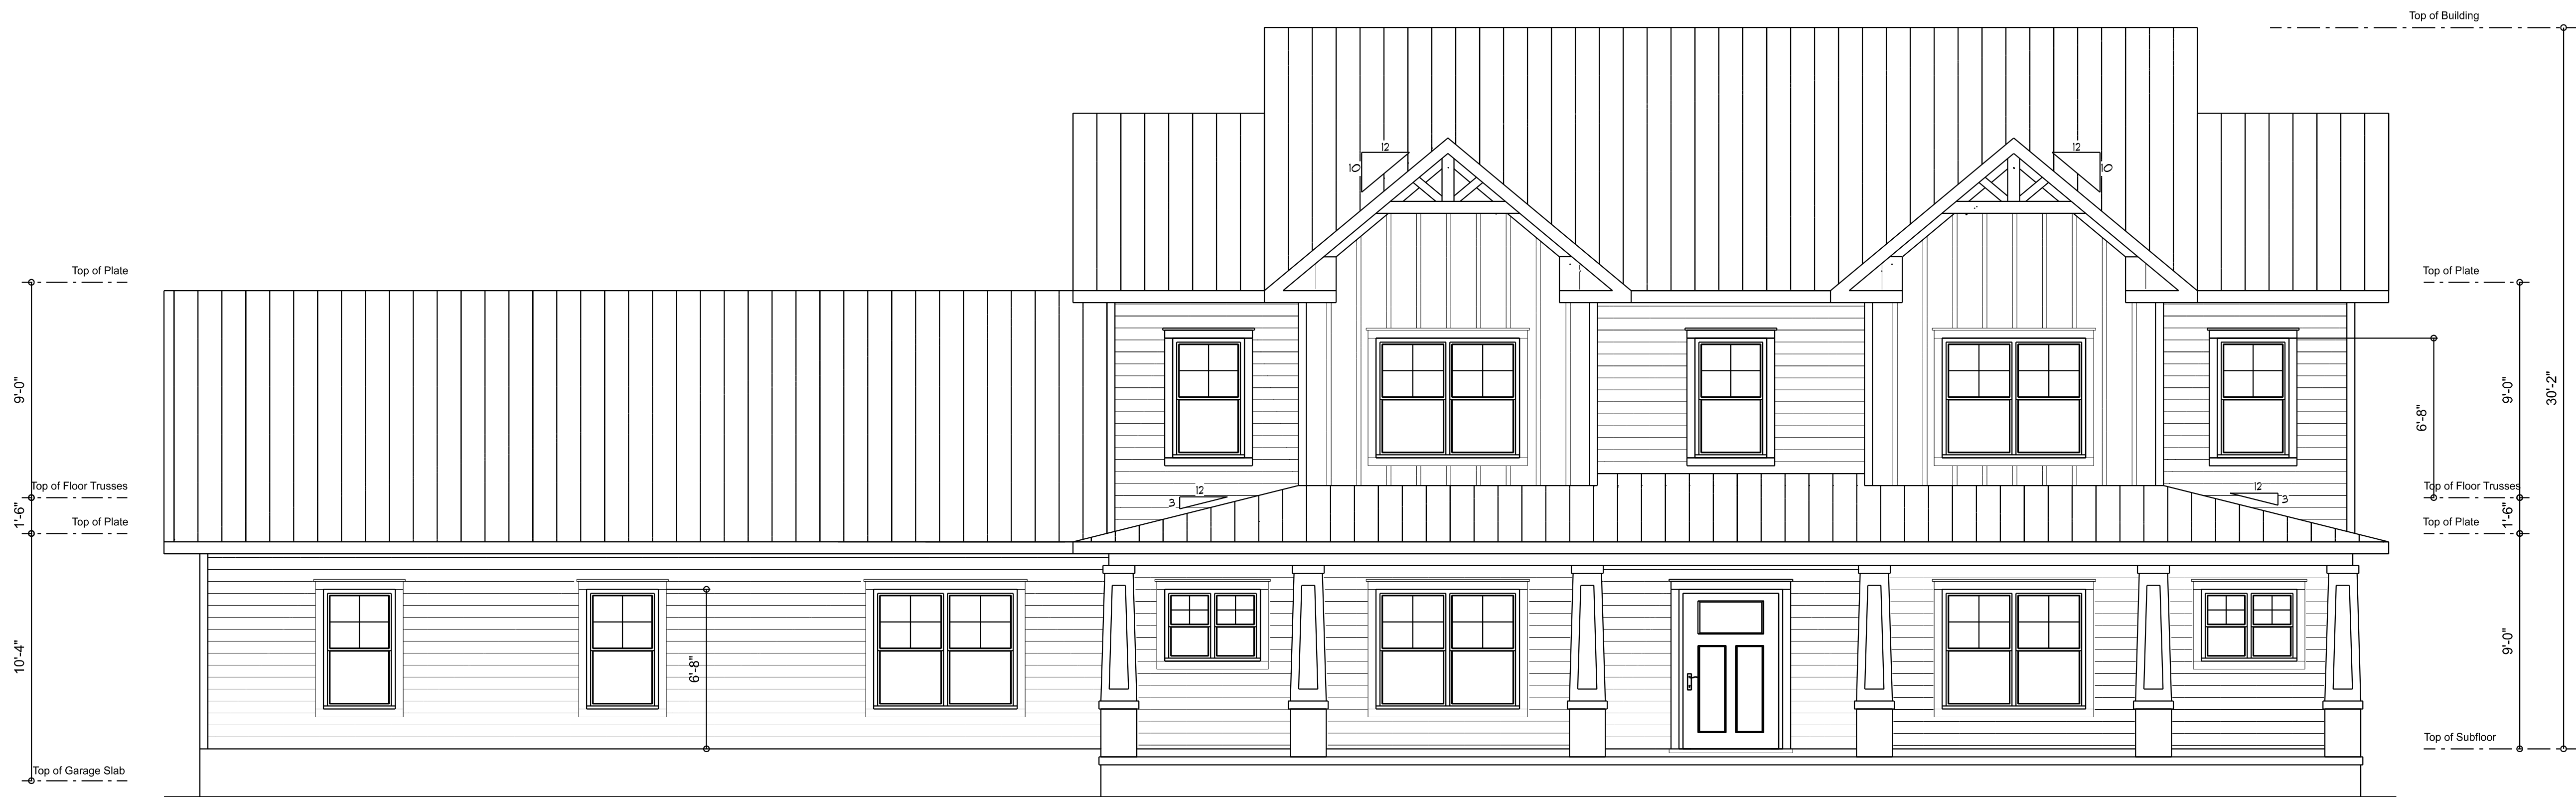 Top of Building
12
10
12
10
Top of Plate
Top of Plate
9'-0"
9'-0"
30'-2"
6'-8"
Top of Floor Trusses
12
3
12
3
Top of Floor Trusses
1'-6"
1'-6"
Top of Plate
Top of Plate
10'-4"
6'-8"
9'-0"
Top of Subfloor
Top of Garage Slab